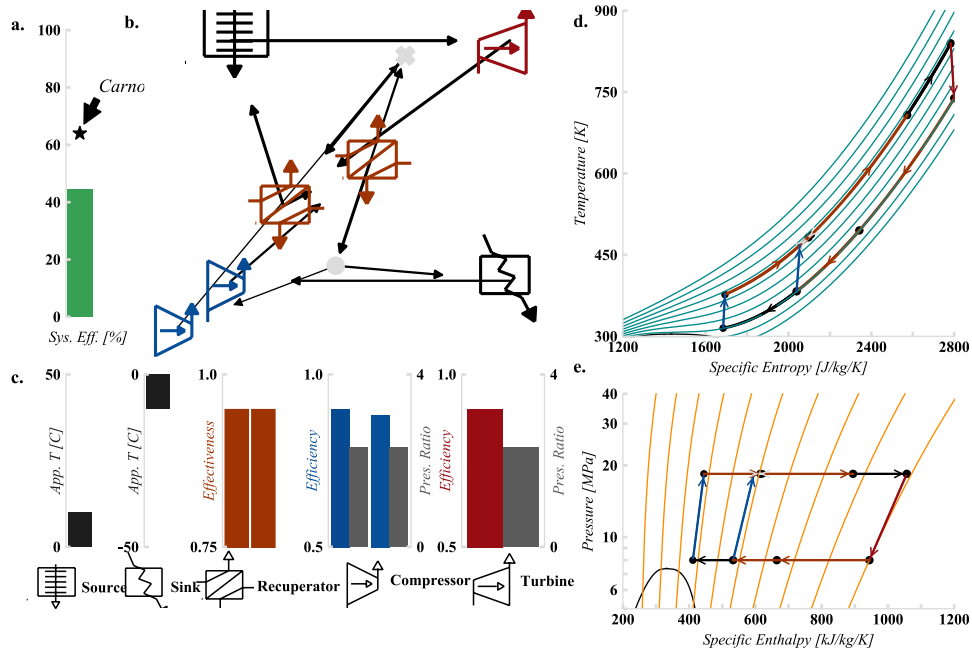 a.
100
80
60
40
20
0
Carno
Sys. Eff. [%]
b.
c.
50
0
App. T [C]
0
-50
App. T [C]
1.0
0.75
Effectiveness
1.0
0.5
Efficiency
4
0
Pres. Ratio
1.0
0.5
Efficiency
4
0
Pres. Ratio
Source
Sink
Recuperator
Compressor
Turbine
d.
900
750
600
450
300
Temperature [K]
1200
1600
2000
2400
2800
Specific Entropy [J/kg/K]
e.
40
30
20
10
6
Pressure [MPa]
200
400
600
800
1000
1200
Specific Enthalpy [kJ/kg/K]